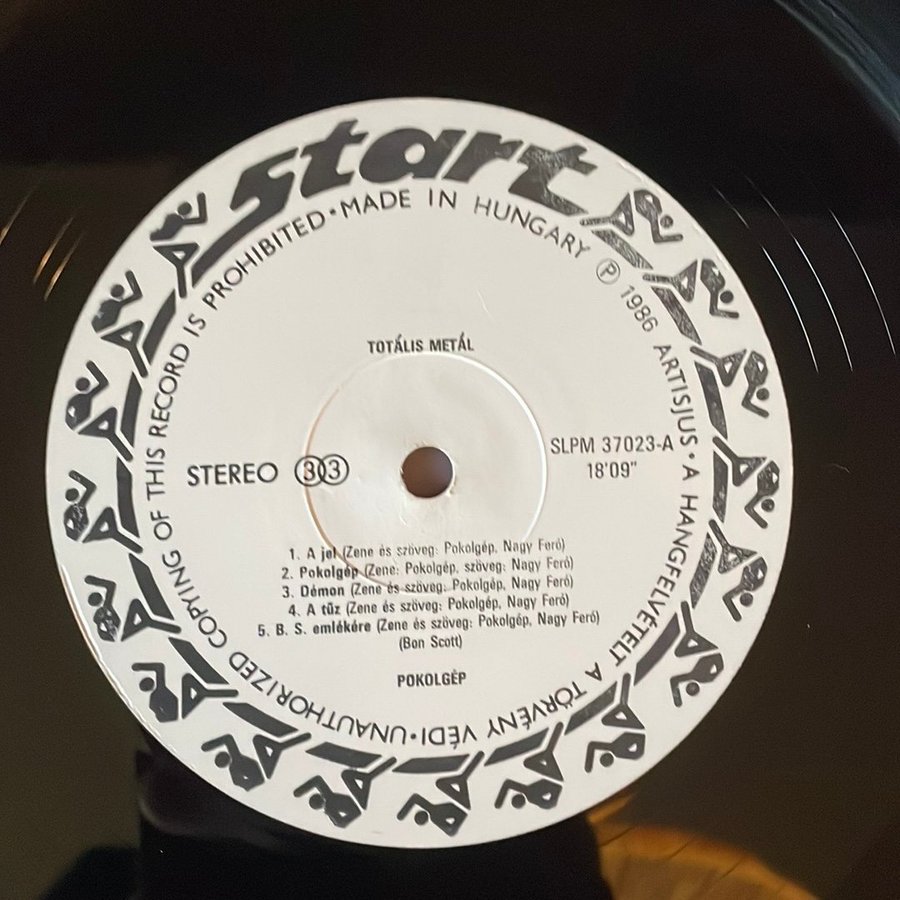 Start
UNAUTHORIZED COPYING OF THIS RECORD IS PROHIBITED • MADE IN HUNGARY Ⓟ 1986 ARTISJUS • A HANGFELVÉTELT A TÖRVÉNY VÉDI •
TOTÁLIS METÁL
STEREO 33
SLPM 37023-A
18'09"
1. A jel (Zene és szöveg: Pokolgép, Nagy Feró)
2. Pokolgép (Zene: Pokolgép, szöveg: Nagy Feró)
3. Démon (Zene és szöveg: Pokolgép, Nagy Feró)
4. A tűz (Zene és szöveg: Pokolgép, Nagy Feró)
5. B. S. emlékére (Zene és szöveg: Pokolgép, Nagy Feró)
(Bon Scott)
POKOLGÉP